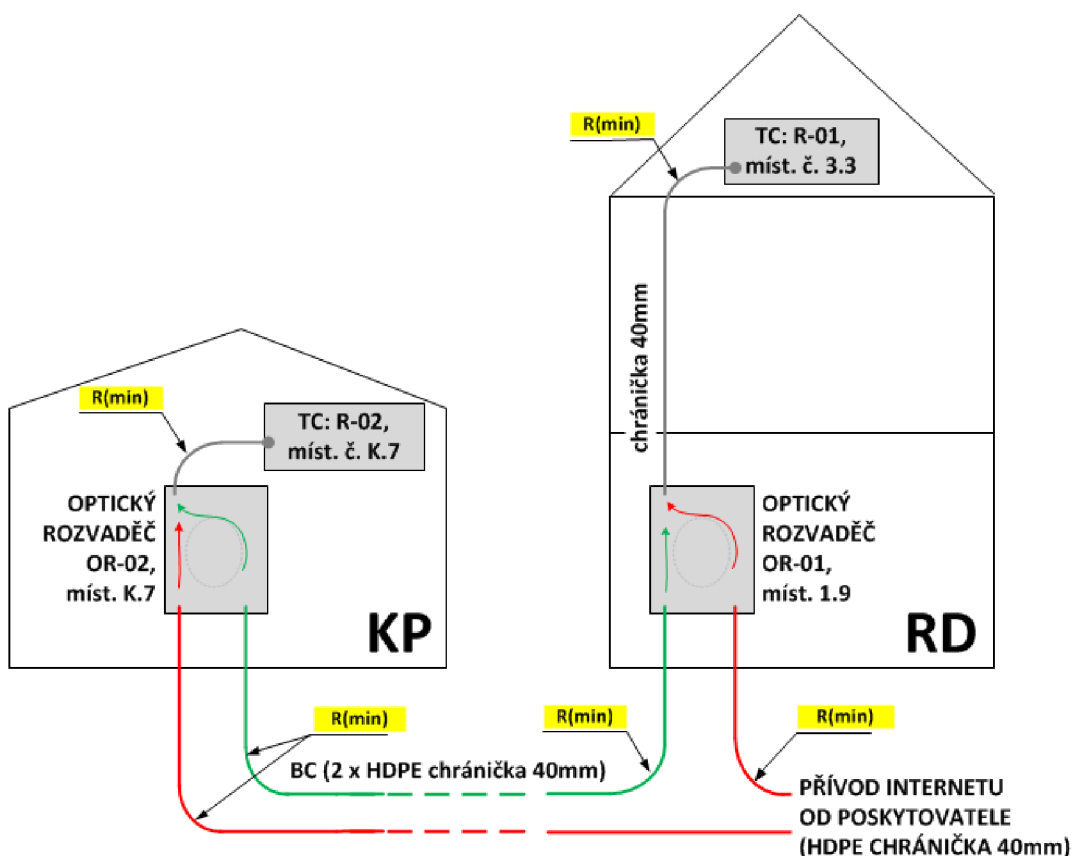 R(min)
TC: R-01,
míst. č. 3.3
chránička 40mm
R(min)
TC: R-02,
míst. č. K.7
OPTICKÝ
ROZVADĚČ
OR-02,
míst. K.7
OPTICKÝ
ROZVADĚČ
OR-01,
míst. 1.9
KP
RD
R(min)
R(min)
R(min)
BC (2 x HDPE chránička 40mm)
PŘÍVOD INTERNETU
OD POSKYTOVATELE
(HDPE CHRÁNIČKA 40mm)